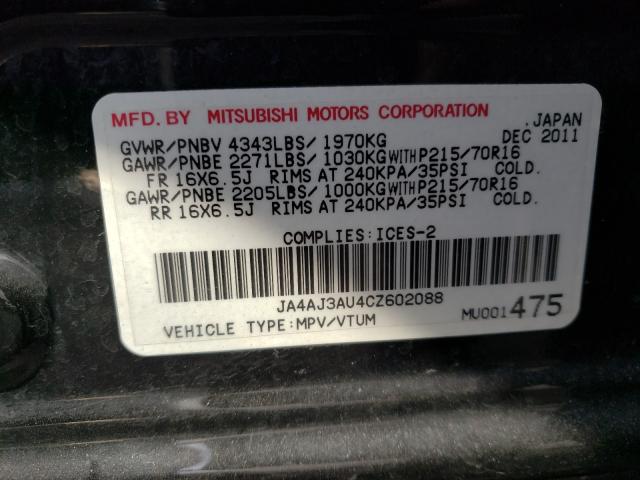 MFD. BY MITSUBISHI MOTORS CORPORATION .JAPAN
GVWR/PNBV 4343LBS/ 1970KG DEC 2011
GAWR/PNBE 2271LBS/ 1030KG WITH P215/70R16
FR 16X6.5J RIMS AT 240KPA/35PSI COLD.
GAWR/PNBE 2205LBS/ 1000KG WITH P215/70R16
RR 16X6.5J RIMS AT 240KPA/35PSI COLD.
COMPLIES:ICES-2
JA4AJ3AU4CZ602088
VEHICLE TYPE:MPV/VTUM MU001475